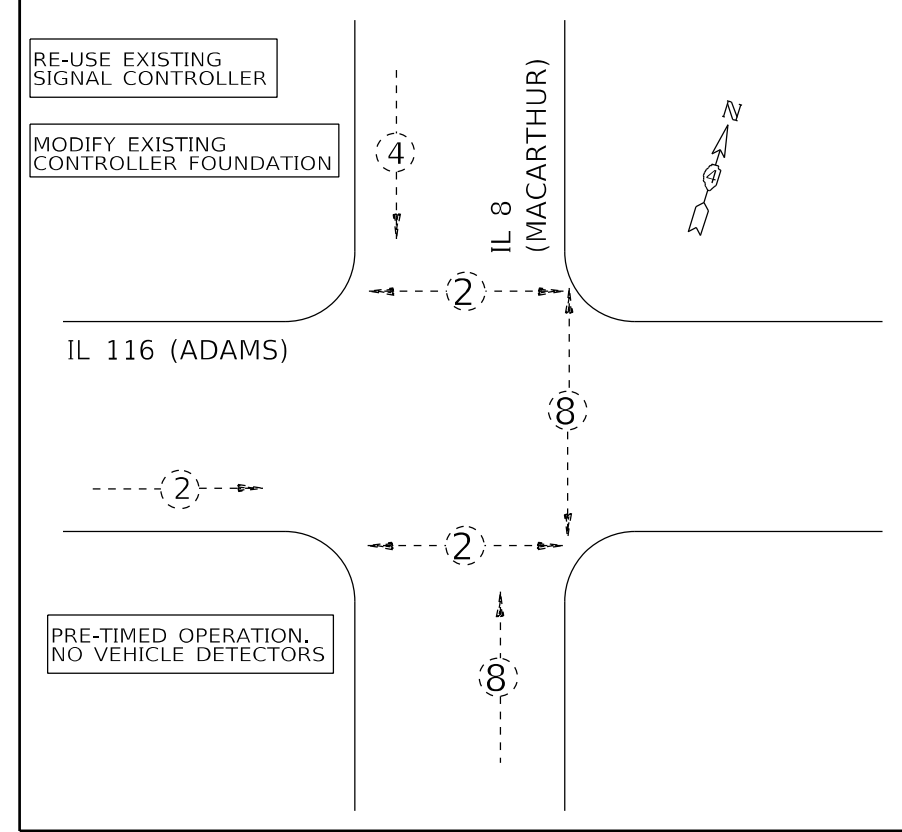 RE-USE EXISTING
SIGNAL CONTROLLER
MODIFY EXISTING
CONTROLLER FOUNDATION
4
IL 8
(MACARTHUR)
N
4
2
IL 116 (ADAMS)
8
2
2
PRE-TIMED OPERATION.
NO VEHICLE DETECTORS
8